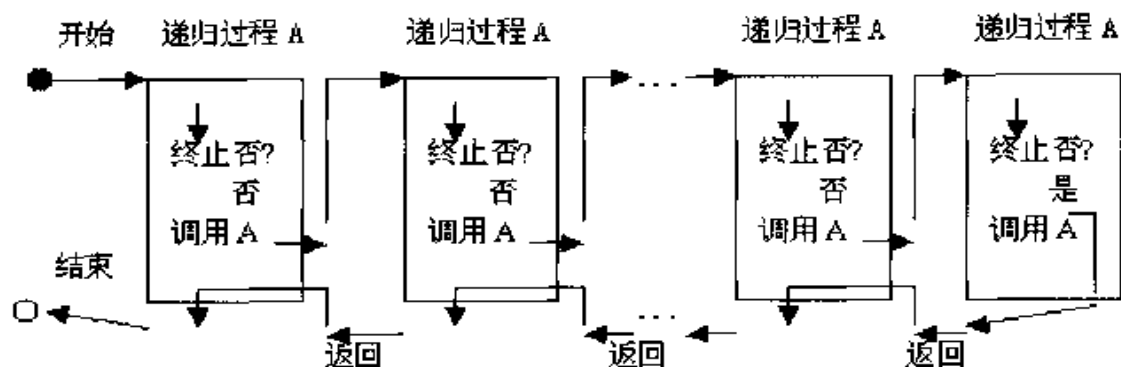 开始 递归过程 A 递归过程 A 递归过程 A 递归过程 A
... 
终止否? 终止否? 终止否? 终止否?
否 否 否 是
调用 A 调用 A 调用 A 调用 A
结束
...
返回 返回 返回